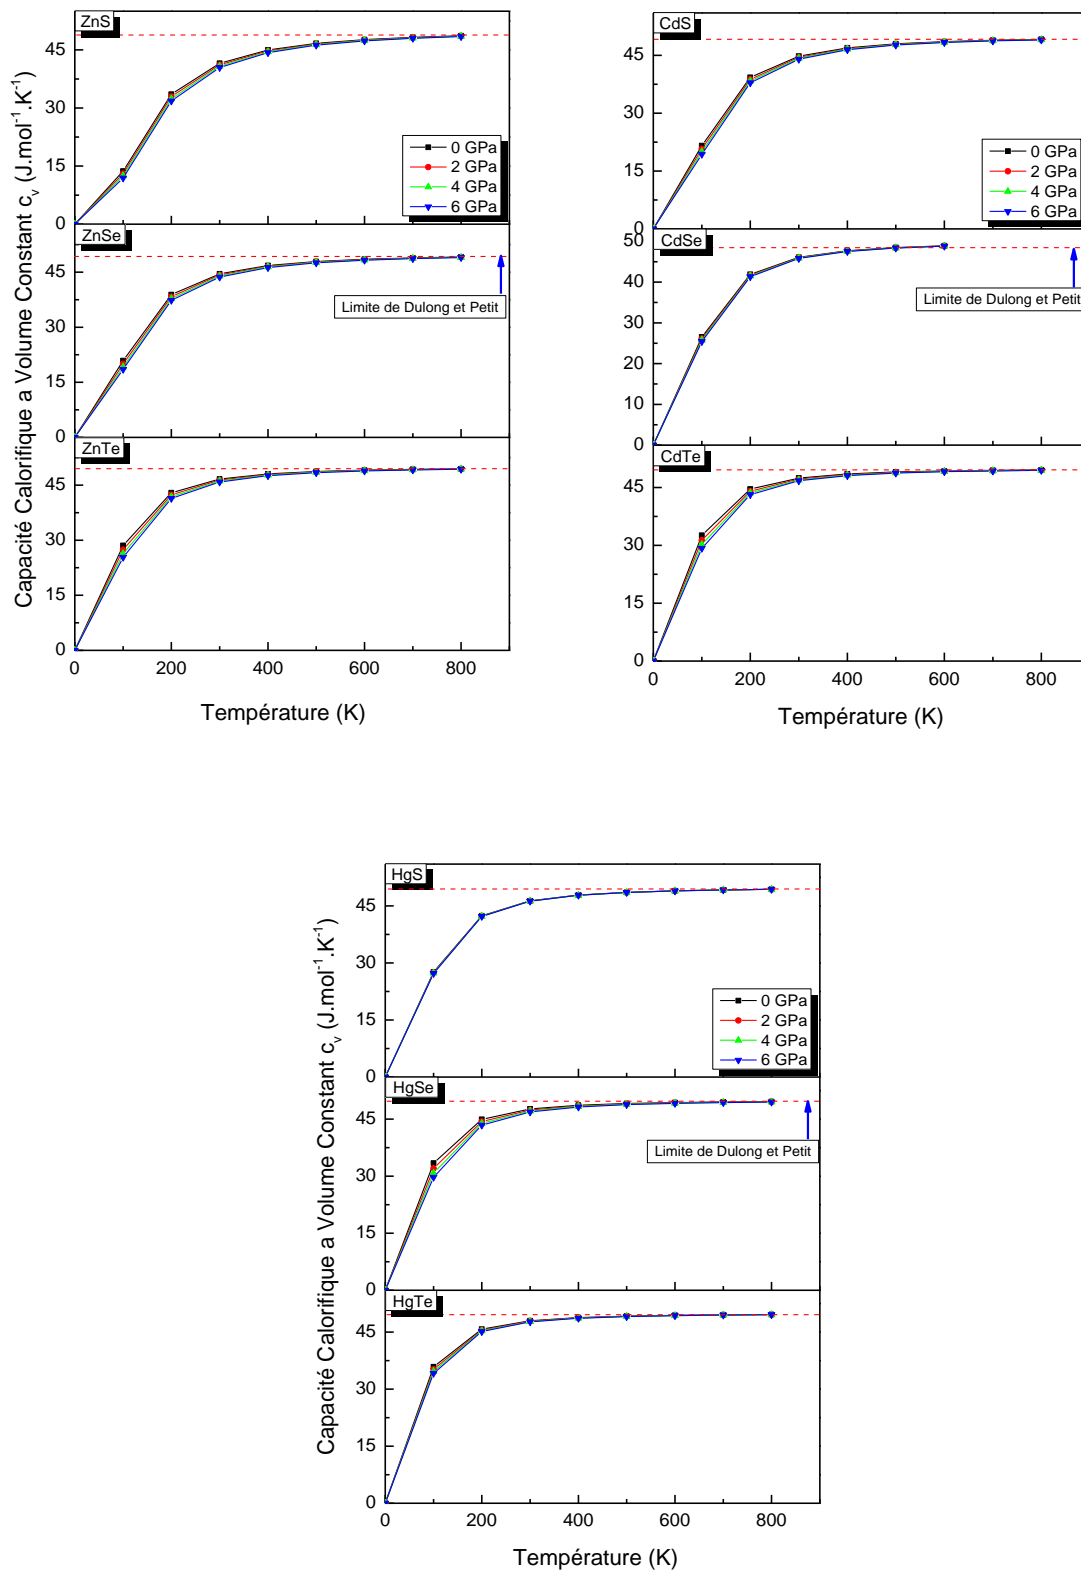 Capacité Calorifique a Volume Constant c_v (J.mol^-1.K^-1)
ZnS
45
30
15
0
0 GPa
2 GPa
4 GPa
6 GPa
ZnSe
45
30
15
0
Limite de Dulong et Petit
ZnTe
45
30
15
0
0 200 400 600 800
Température (K)
CdS
45
30
15
0
0 GPa
2 GPa
4 GPa
6 GPa
CdSe
50
40
30
20
10
0
Limite de Dulong et Petit
CdTe
45
30
15
0
0 200 400 600 800
Température (K)
Capacité Calorifique a Volume Constant c_v (J.mol^-1.K^-1)
HgS
45
30
15
0
0 GPa
2 GPa
4 GPa
6 GPa
HgSe
45
30
15
0
Limite de Dulong et Petit
HgTe
45
30
15
0
0 200 400 600 800
Température (K)